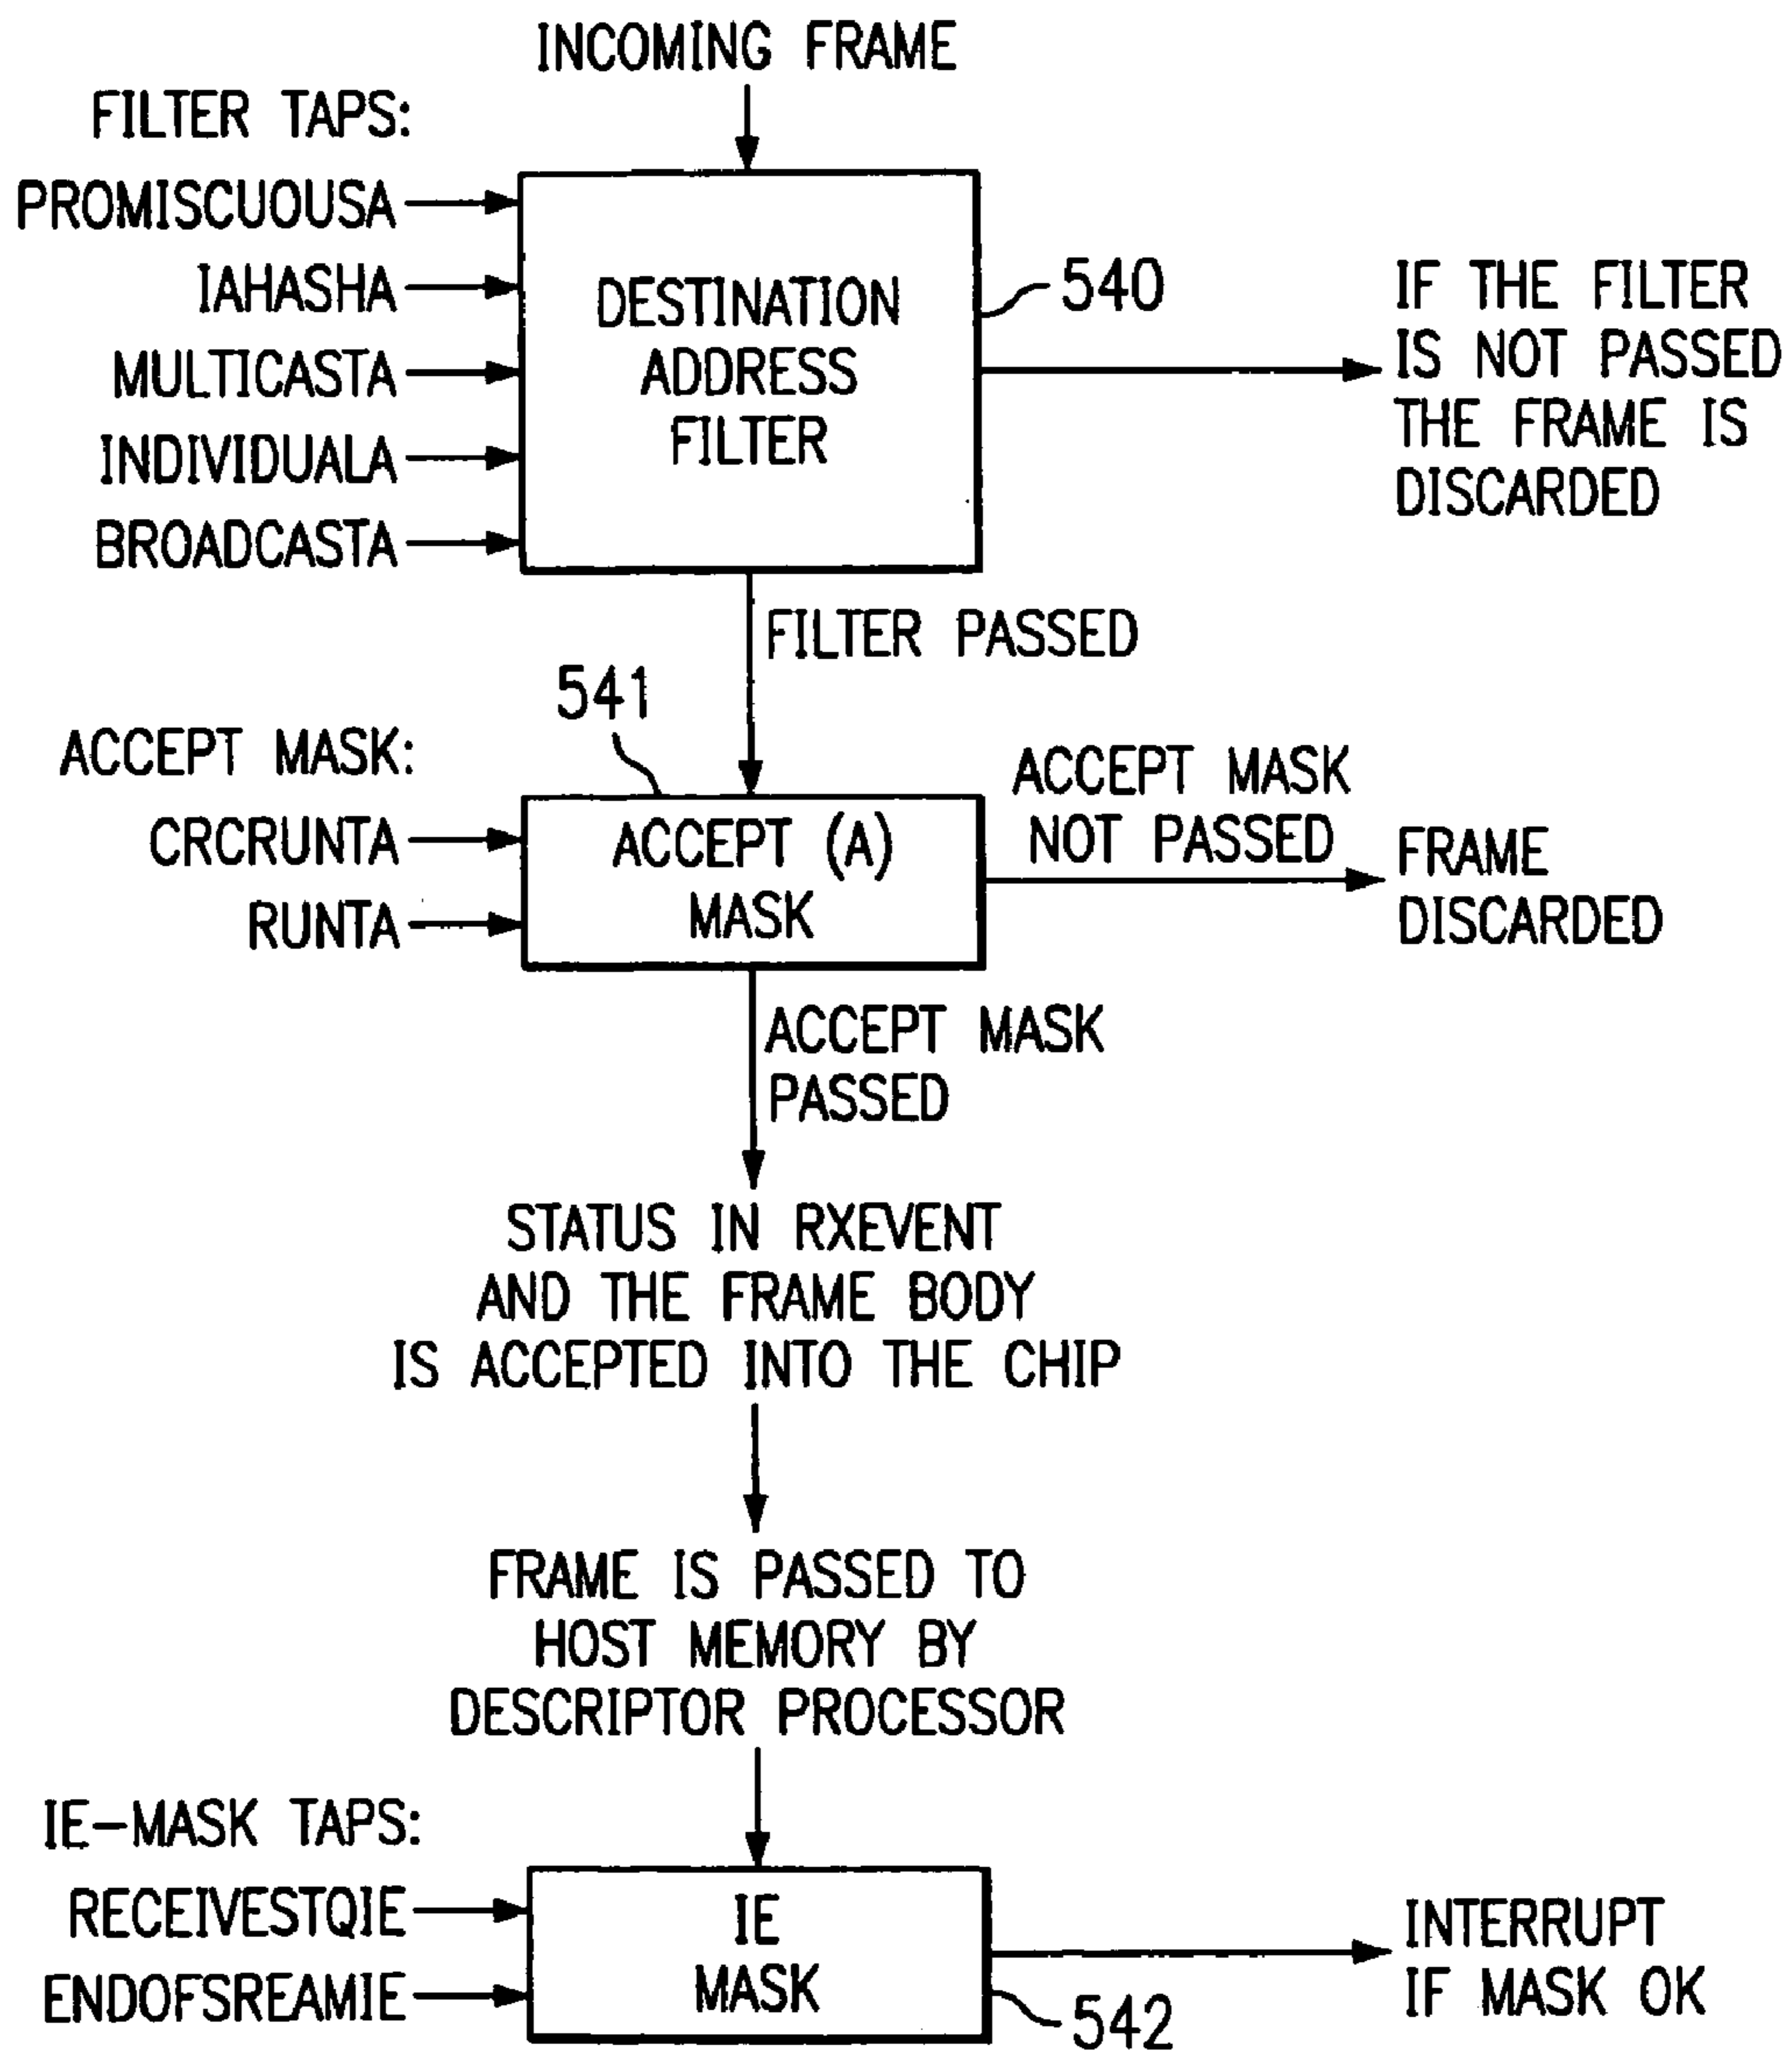 INCOMING FRAME
FILTER TAPS:
PROMISCUOUSA
IAHASHA
MULTICASTA
INDIVIDUALA
BROADCASTA
DESTINATION
ADDRESS
FILTER
540
IF THE FILTER
IS NOT PASSED
THE FRAME IS
DISCARDED
FILTER PASSED
541
ACCEPT MASK:
CRCRUNTA
RUNTA
ACCEPT (A)
MASK
ACCEPT MASK
NOT PASSED
FRAME
DISCARDED
ACCEPT MASK
PASSED
STATUS IN RXEVENT
AND THE FRAME BODY
IS ACCEPTED INTO THE CHIP
FRAME IS PASSED TO
HOST MEMORY BY
DESCRIPTOR PROCESSOR
IE-MASK TAPS:
RECEIVESTQIE
ENDOFSREAMIE
IE
MASK
542
INTERRUPT
IF MASK OK